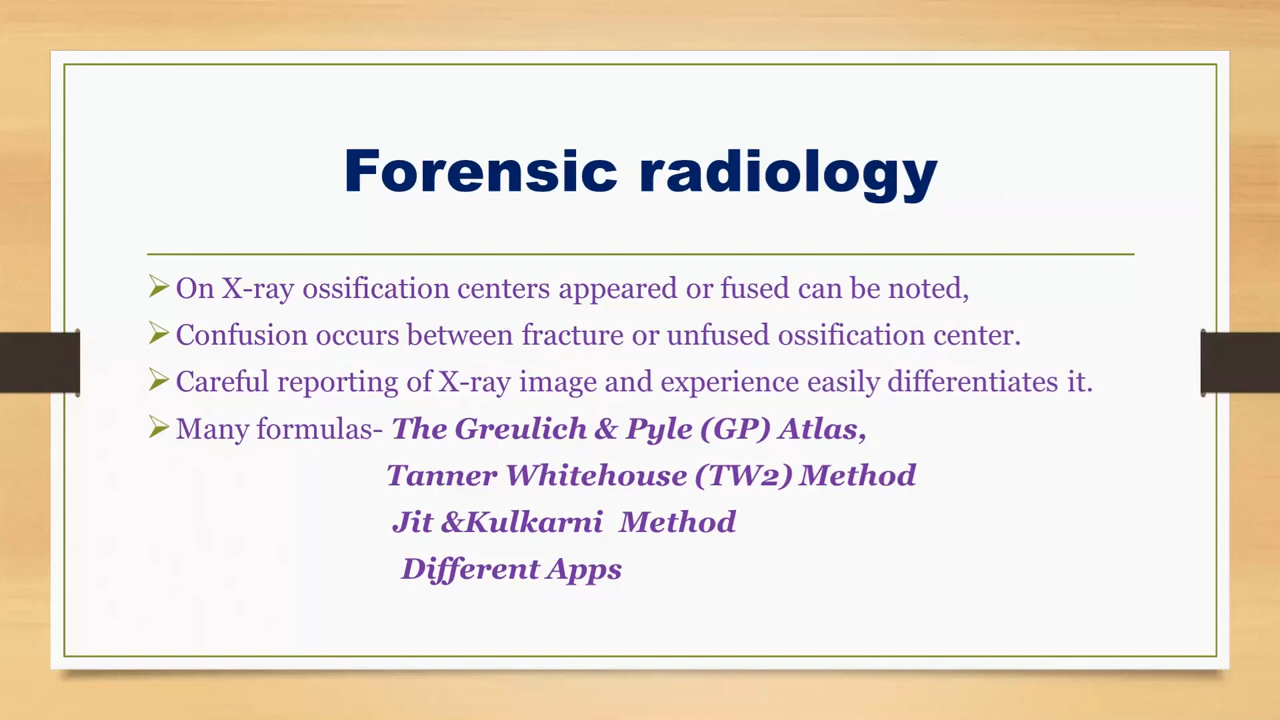 Forensic radiology
➢On X-ray ossification centers appeared or fused can be noted,
➢Confusion occurs between fracture or unfused ossification center.
➢Careful reporting of X-ray image and experience easily differentiates it.
➢Many formulas- The Greulich & Pyle (GP) Atlas,
Tanner Whitehouse (TW2) Method
Jit &Kulkarni Method
Different Apps